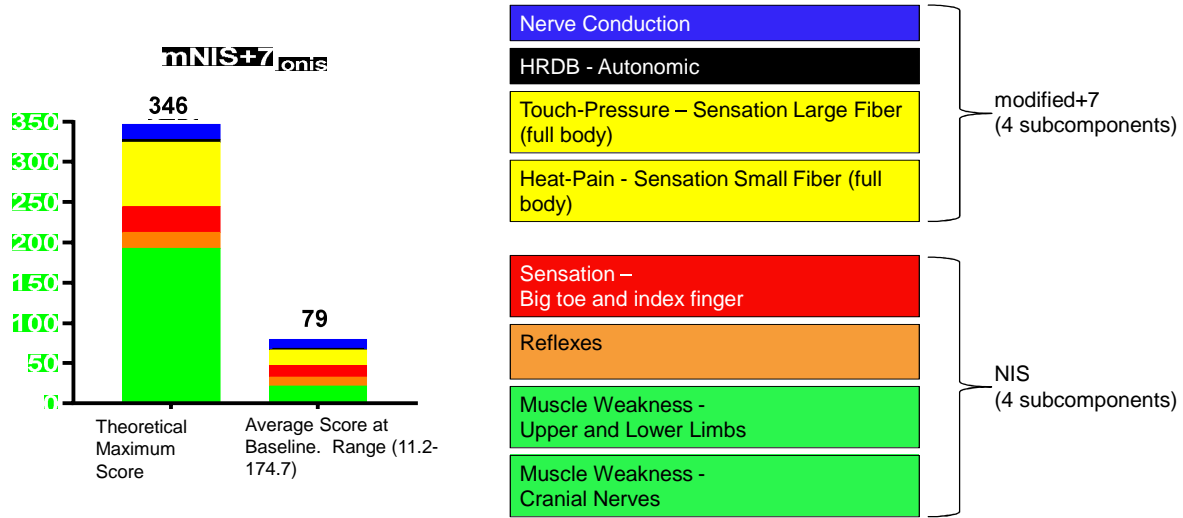 mNIS+7 Ionis
346
350
300
250
200
150
100
50
0
79
Theoretical
Maximum
Score
Average Score at
Baseline. Range (11.2-
174.7)
Nerve Conduction
HRDB - Autonomic
Touch-Pressure – Sensation Large Fiber
(full body)
Heat-Pain - Sensation Small Fiber (full
body)
modified+7
(4 subcomponents)
Sensation –
Big toe and index finger
Reflexes
Muscle Weakness -
Upper and Lower Limbs
Muscle Weakness -
Cranial Nerves
NIS
(4 subcomponents)